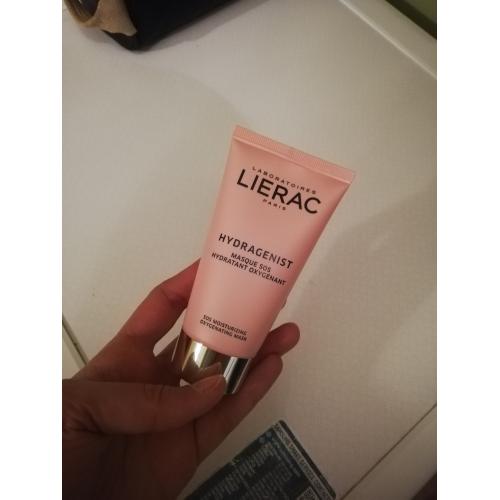 LABORATOIRES
LIERAC
PARIS
HYDRAGENIST
MASQUE SOS
HYDRATANT OXYGÉNANT
SOS MOISTURIZING
OXYGENATING MASK